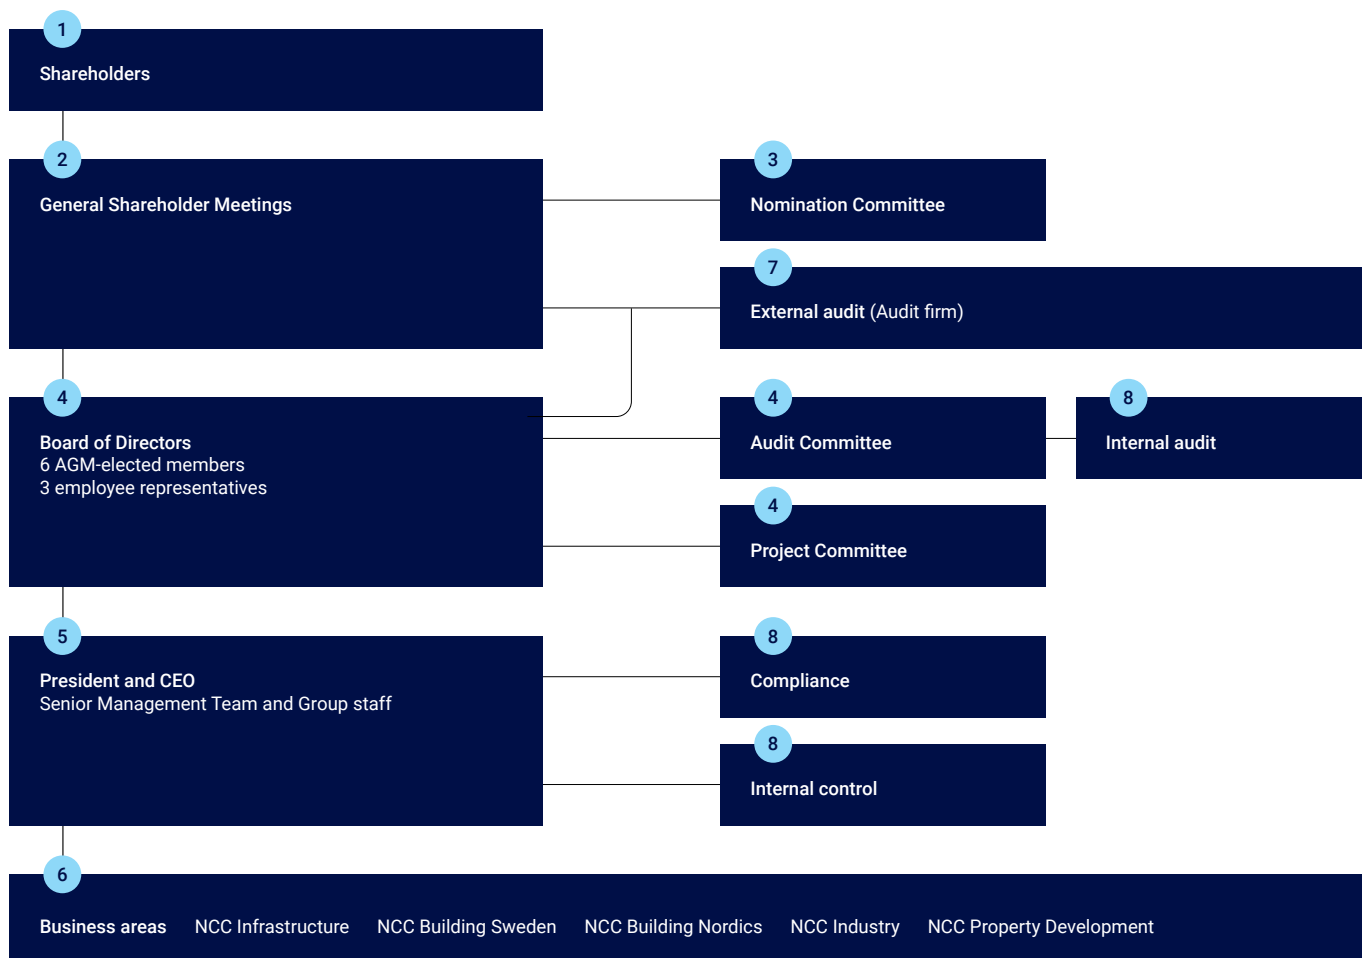 1
Shareholders
2
General Shareholder Meetings
3
Nomination Committee
7
External audit (Audit firm)
4
Board of Directors
6 AGM-elected members
3 employee representatives
4
Audit Committee
8
Internal audit
4
Project Committee
5
President and CEO
Senior Management Team and Group staff
8
Compliance
8
Internal control
6
Business areas NCC Infrastructure NCC Building Sweden NCC Building Nordics NCC Industry NCC Property Development